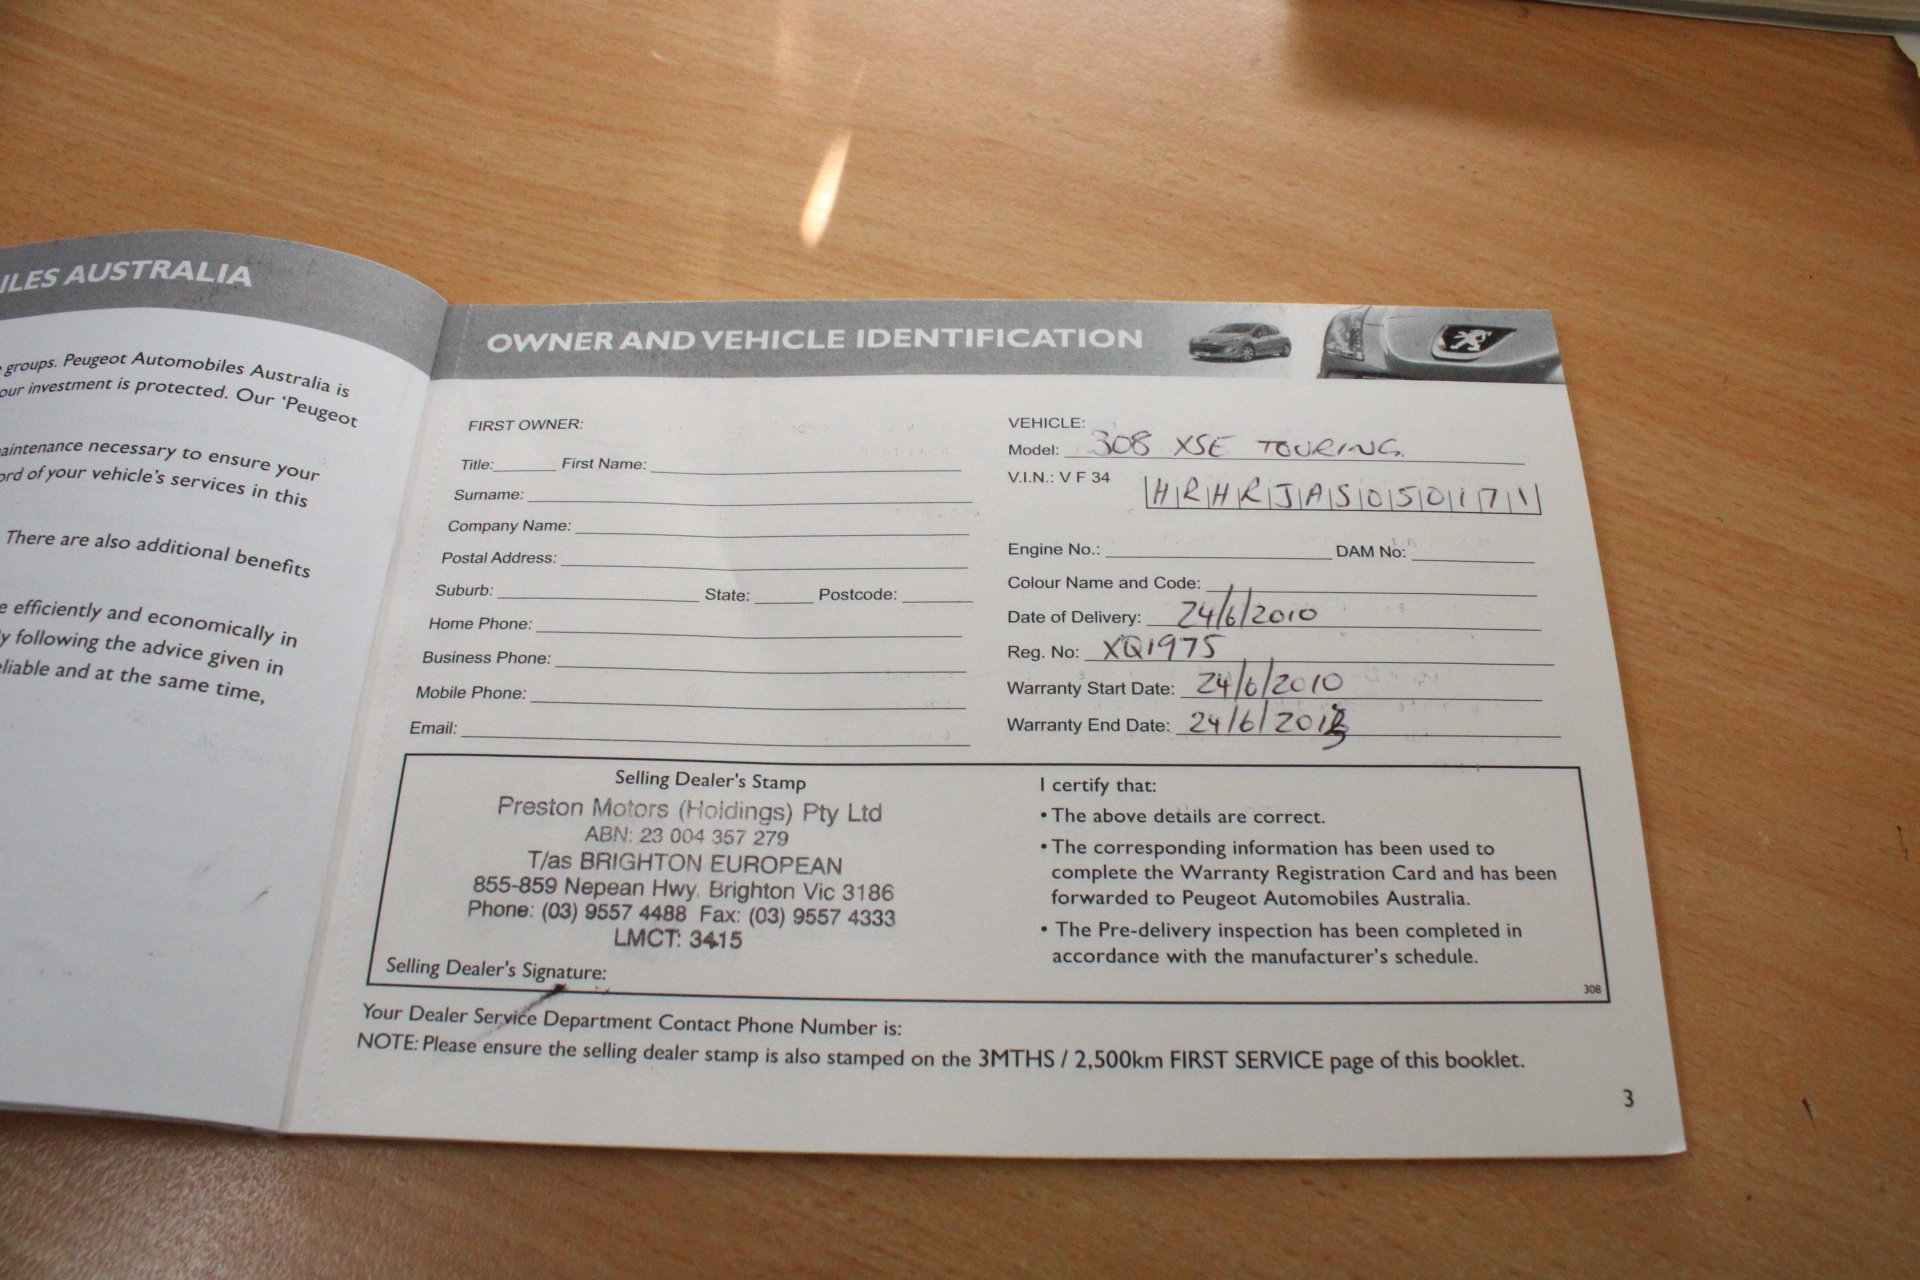 ILES AUSTRALIA
groups. Peugeot Automobiles Australia is
our investment is protected. Our 'Peugeot
aintenance necessary to ensure your
ord of your vehicle's services in this
There are also additional benefits
e efficiently and economically in
y following the advice given in
eliable and at the same time,
OWNER AND VEHICLE IDENTIFICATION
FIRST OWNER:
Title: First Name:
Surname:
Company Name:
Postal Address:
Suburb: State: Postcode:
Home Phone:
Business Phone:
Mobile Phone:
Email:
VEHICLE:
Model: 308 XSE TOURING
V.I.N.: V F 34 HRHRJAS050171
Engine No.: DAM No:
Colour Name and Code:
Date of Delivery: 24/6/2010
Reg. No: XQ1975
Warranty Start Date: 24/6/2010
Warranty End Date: 24/6/2013
Selling Dealer's Stamp
Preston Motors (Holdings) Pty Ltd
ABN: 23 004 357 279
T/as BRIGHTON EUROPEAN
855-859 Nepean Hwy. Brighton Vic 3186
Phone: (03) 9557 4488 Fax: (03) 9557 4333
LMCT: 3415
Selling Dealer's Signature:
I certify that:
• The above details are correct.
• The corresponding information has been used to
complete the Warranty Registration Card and has been
forwarded to Peugeot Automobiles Australia.
• The Pre-delivery inspection has been completed in
accordance with the manufacturer's schedule.
308
Your Dealer Service Department Contact Phone Number is:
NOTE: Please ensure the selling dealer stamp is also stamped on the 3MTHS / 2,500km FIRST SERVICE page of this booklet.
3